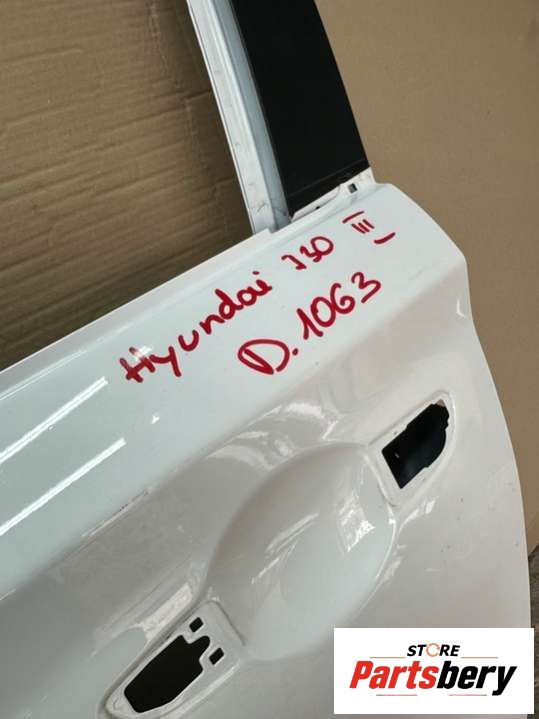 Hyundai I30 III
D.1063
STORE
Partsbery